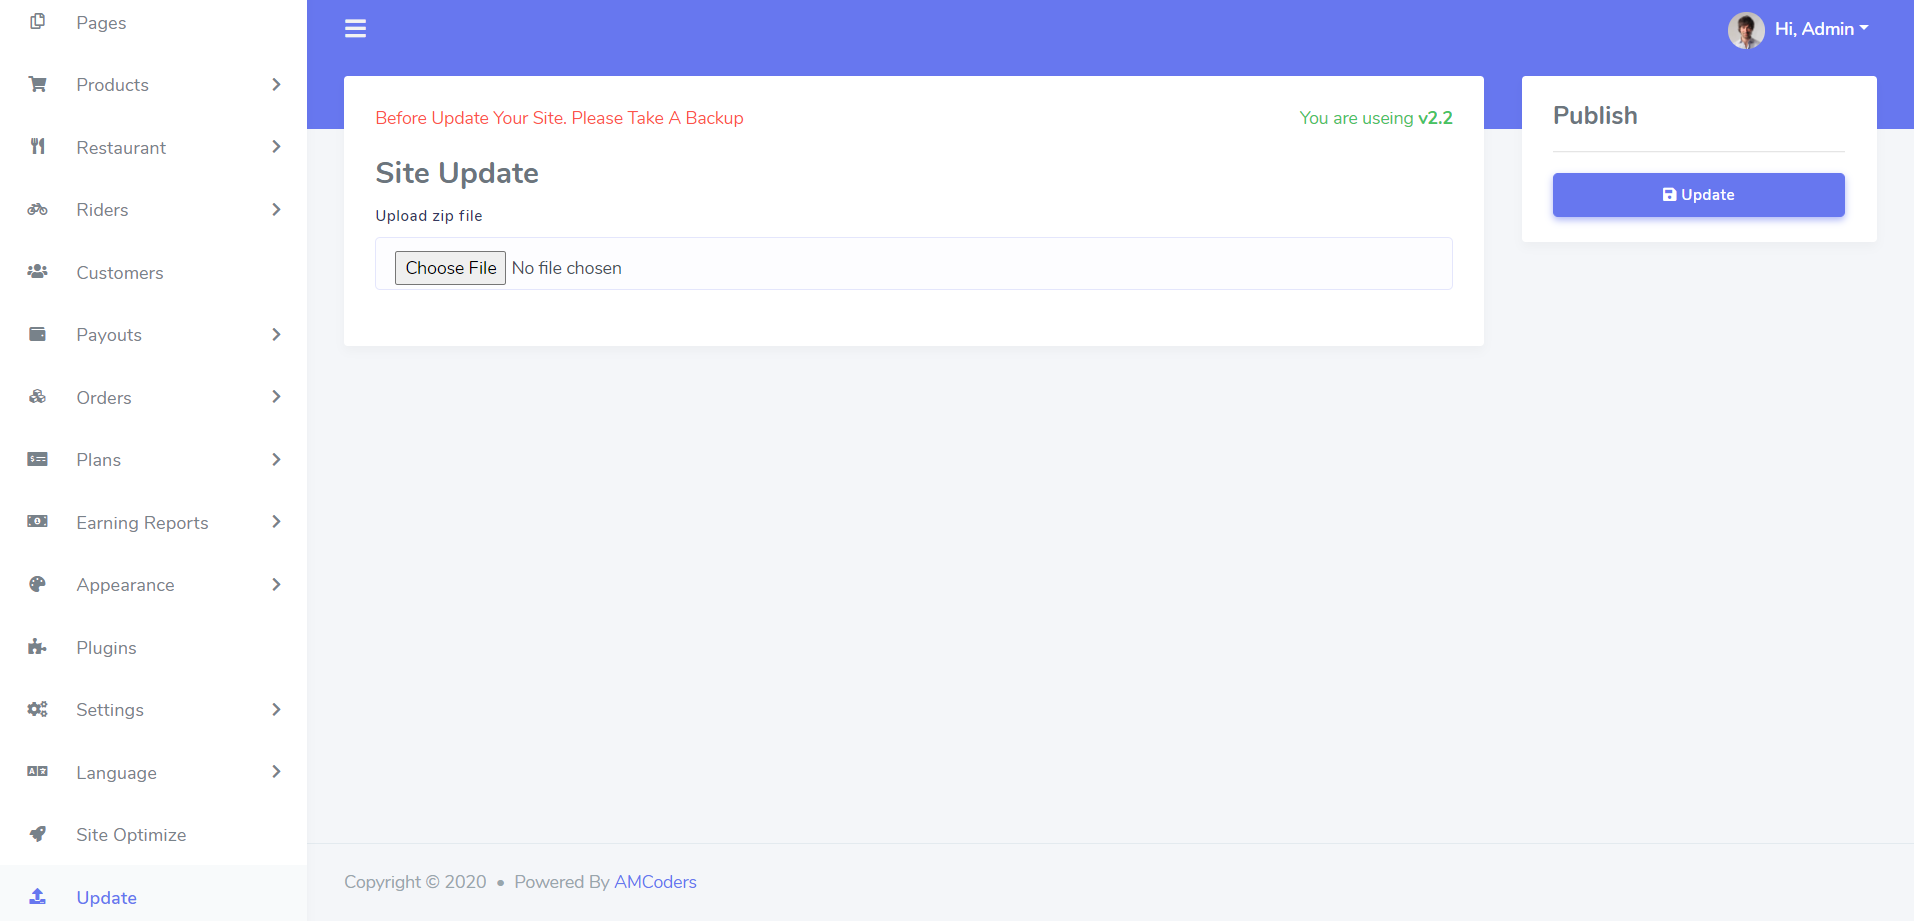 Pages
Products
Restaurant
Riders
Customers
Payouts
Orders
Plans
Earning Reports
Appearance
Plugins
Settings
Language
Site Optimize
Update
Hi, Admin
Before Update Your Site. Please Take A Backup
You are useing v2.2
Site Update
Upload zip file
Choose File No file chosen
Publish
Update
Copyright © 2020 • Powered By AMCoders